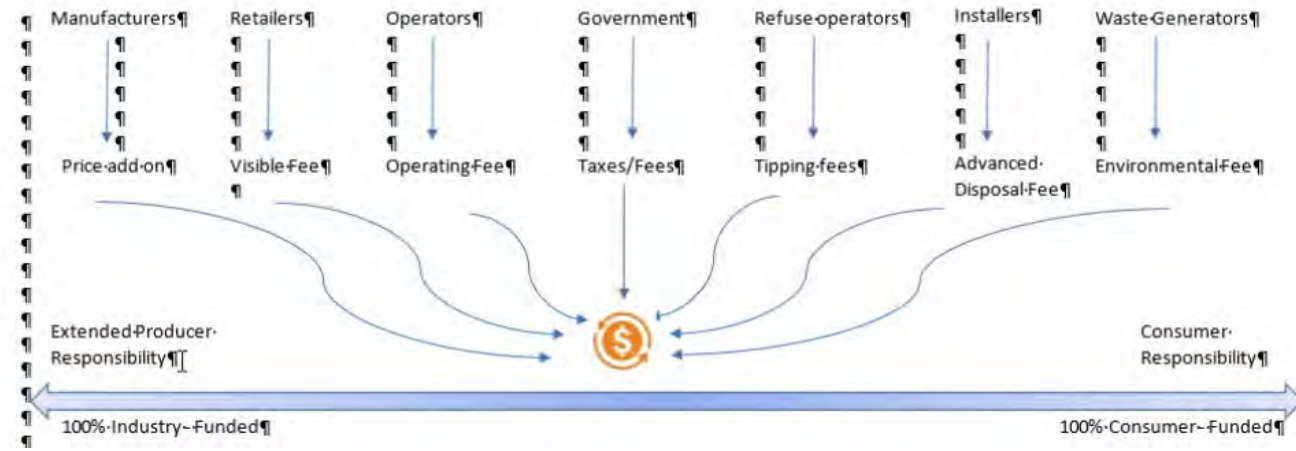 Manufacturers¶ Retailers¶ Operators¶ Government¶ Refuse·operators¶ Installers¶ Waste·Generators¶
Price·add·on¶ Visible·Fee¶ Operating·Fee¶ Taxes/Fees¶ Tipping·fees¶ Advanced· Environmental·Fee¶
Disposal·Fee¶
$
Extended·Producer· Consumer·
Responsibility¶ Responsibility¶
100%·Industry·-Funded¶ 100%·Consumer·-Funded¶